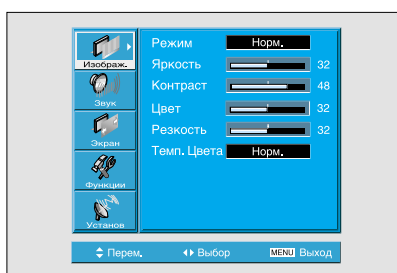 Изображ.
Звук
Экран
Функции
Установ
Режим Норм.
Яркость 32
Контраст 48
Цвет 32
Резкость 32
Темп. Цвета Норм.
Перем. Выбор MENU Выход